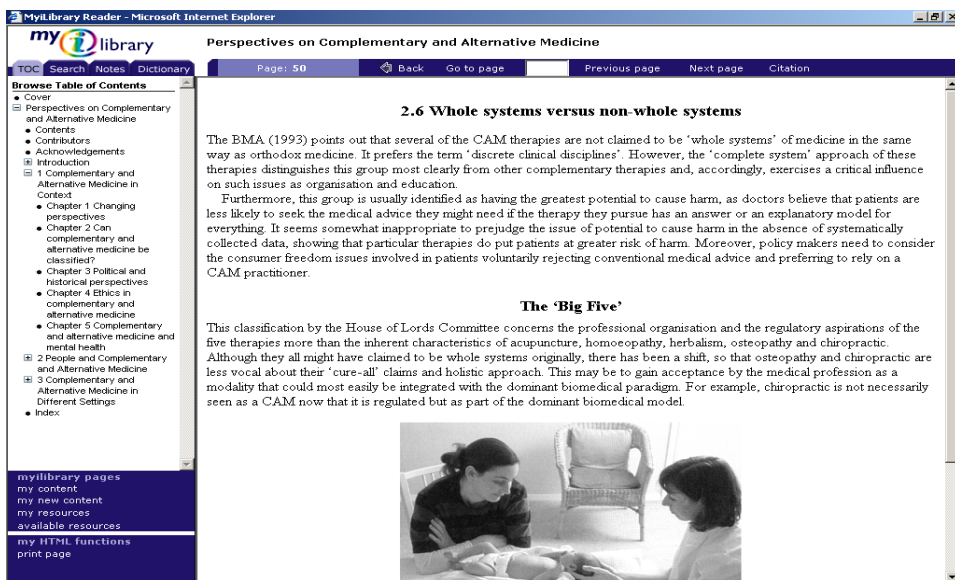 MyiLibrary Reader - Microsoft Internet Explorer
my i library
Perspectives on Complementary and Alternative Medicine
TOC Search Notes Dictionary
Page: 50 Back Go to page Previous page Next page Citation
Browse Table of Contents
Cover
Perspectives on Complementary
and Alternative Medicine
Contents
Contributors
Acknowledgements
Introduction
1 Complementary and
Alternative Medicine in
Context
Chapter 1 Changing
perspectives
Chapter 2 Can
complementary and
alternative medicine be
classified?
Chapter 3 Political and
historical perspectives
Chapter 4 Ethics in
complementary and
alternative medicine
Chapter 5 Complementary
and alternative medicine and
mental health
2 People and Complementary
and Alternative Medicine
3 Complementary and
Alternative Medicine in
Different Settings
Index
myilibrary pages
my content
my new content
my resources
available resources
my HTML functions
print page
2.6 Whole systems versus non-whole systems
The BMA (1993) points out that several of the CAM therapies are not claimed to be ‘whole systems’ of medicine in the same
way as orthodox medicine. It prefers the term ‘discrete clinical disciplines’. However, the ‘complete system’ approach of these
therapies distinguishes this group most clearly from other complementary therapies and, accordingly, exercises a critical influence
on such issues as organisation and education.
Furthermore, this group is usually identified as having the greatest potential to cause harm, as doctors believe that patients are
less likely to seek the medical advice they might need if the therapy they pursue has an answer or an explanatory model for
everything. It seems somewhat inappropriate to prejudge the issue of potential to cause harm in the absence of systematically
collected data, showing that particular therapies do put patients at greater risk of harm. Moreover, policy makers need to consider
the consumer freedom issues involved in patients voluntarily rejecting conventional medical advice and preferring to rely on a
CAM practitioner.
The ‘Big Five’
This classification by the House of Lords Committee concerns the professional organisation and the regulatory aspirations of the
five therapies more than the inherent characteristics of acupuncture, homoeopathy, herbalism, osteopathy and chiropractic.
Although they all might have claimed to be whole systems originally, there has been a shift, so that osteopathy and chiropractic are
less vocal about their ‘cure-all’ claims and holistic approach. This may be to gain acceptance by the medical profession as a
modality that could most easily be integrated with the dominant biomedical paradigm. For example, chiropractic is not necessarily
seen as a CAM now that it is regulated but as part of the dominant biomedical model.